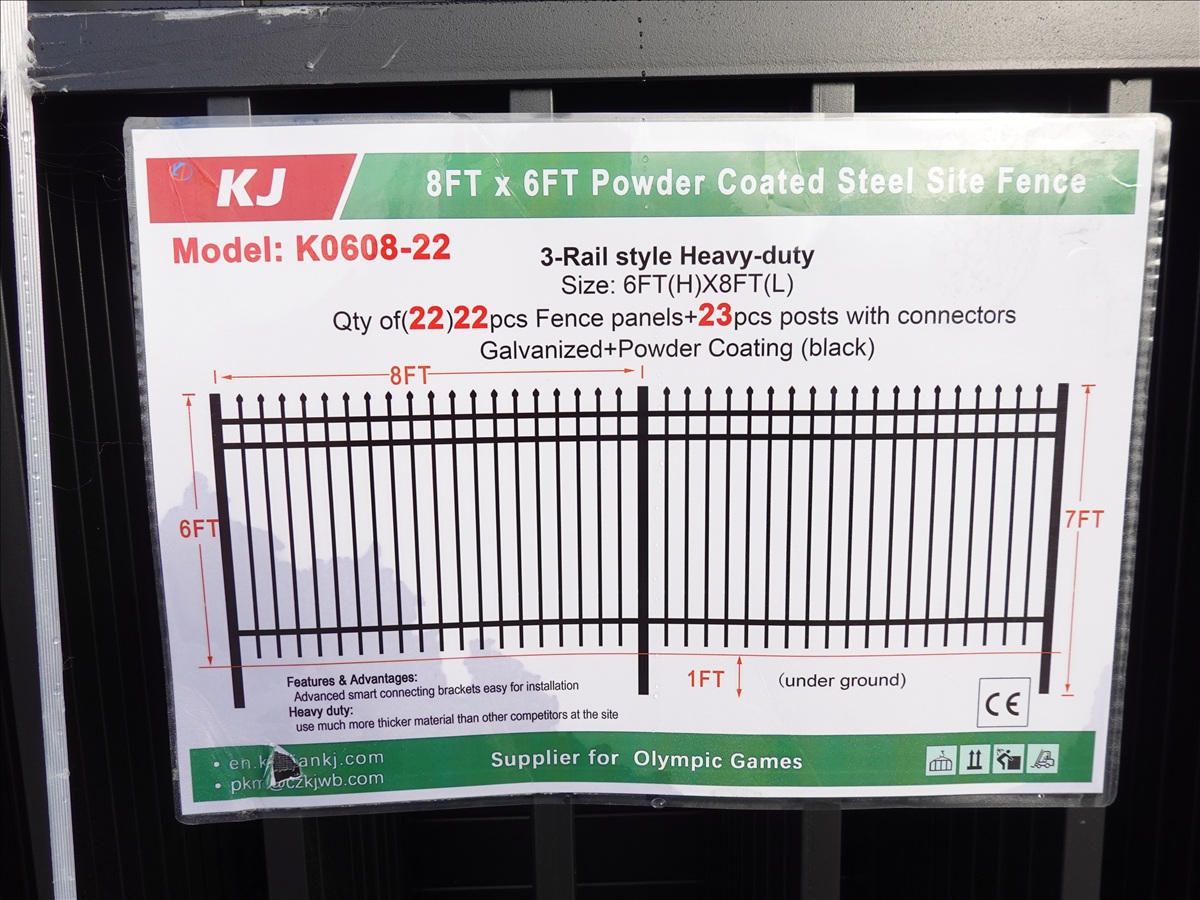 KJ
8FT x 6FT Powder Coated Steel Site Fence
Model: K0608-22
3-Rail style Heavy-duty
Size: 6FT(H)X8FT(L)
Qty of(22)22pcs Fence panels+23pcs posts with connectors
Galvanized+Powder Coating (black)
8FT
6FT
7FT
1FT
(under ground)
Features & Advantages:
Advanced smart connecting brackets easy for installation
Heavy duty:
use much more thicker material than other competitors at the site
CE
Supplier for Olympic Games